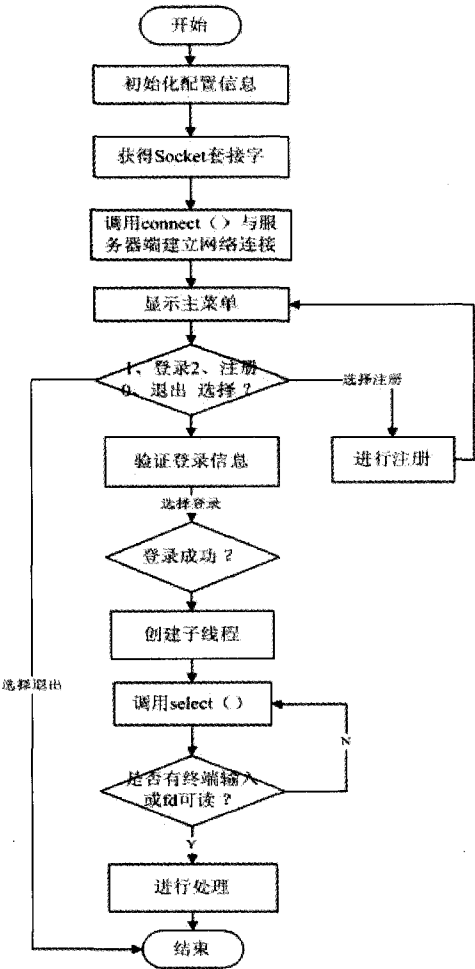 开始
初始化配置信息
获得Socket套接字
调用connect（）与服
务器端建立网络连接
显示主菜单
1、登录2、注册
0、退出 选择？
选择注册
验证登录信息
进行注册
选择登录
登录成功？
创建子线程
选择退出
调用select（）
N
是否有终端输入
或fd可读？
Y
进行处理
结束